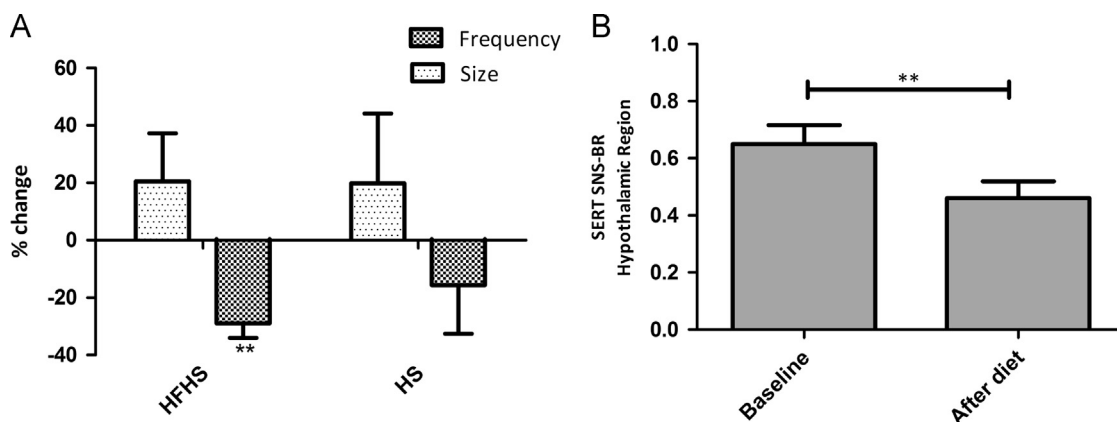 A
Frequency
Size
60
40
20
0
-20
-40
% change
**
HFHS
HS
B
1.0
0.8
0.6
0.4
0.2
0.0
SERT SNS-BR
Hypothalamic Region
**
Baseline
After diet